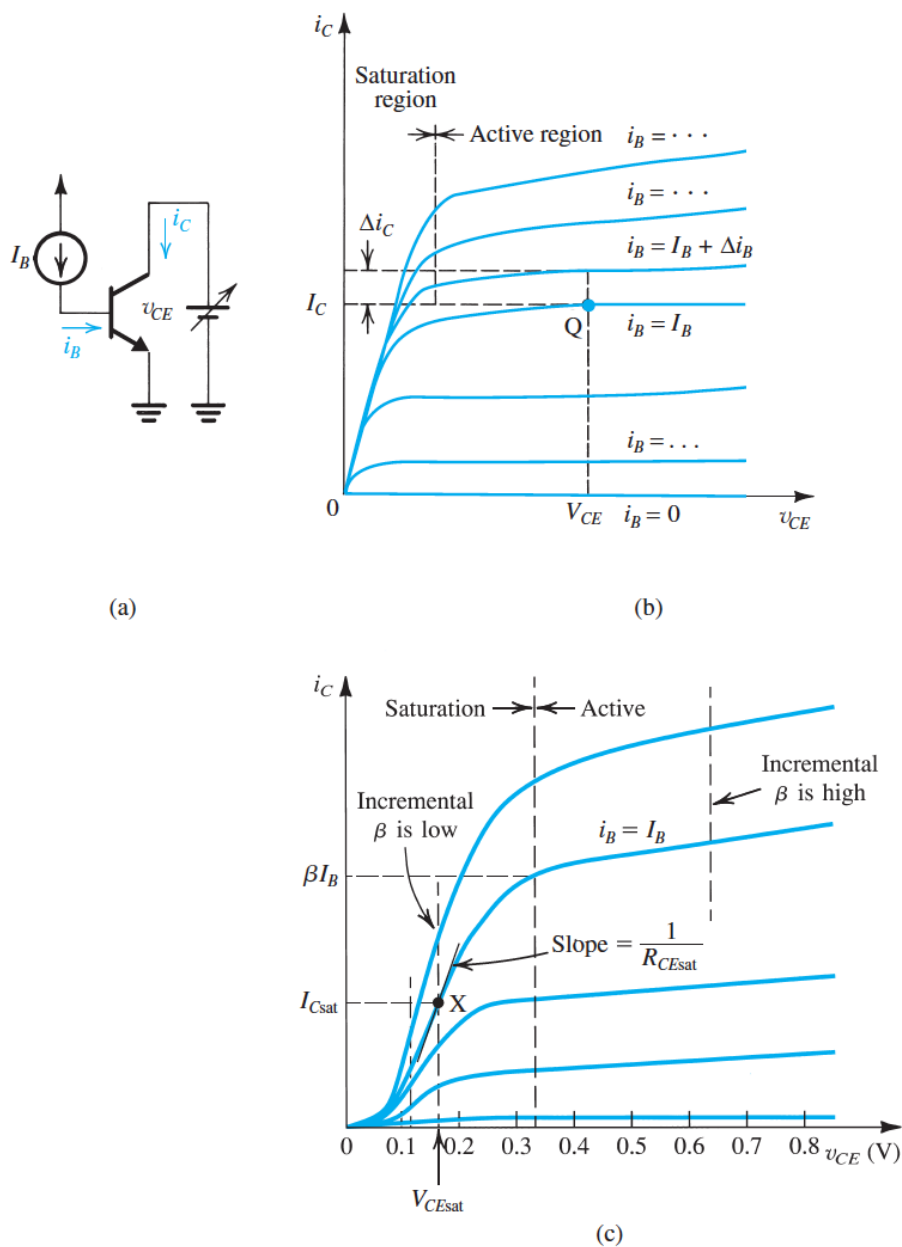 i_C
Saturation
region
Active region
i_B = · · ·
i_B = · · ·
Δi_C
i_B = I_B + Δi_B
I_C
Q
i_B = I_B
i_B = . . .
0
V_CE
i_B = 0
v_CE
I_B
i_C
v_CE
i_B
(a)
(b)
i_C
Saturation
Active
Incremental
β is low
Incremental
β is high
i_B = I_B
βI_B
Slope = 1/R_CEsat
I_Csat
X
0
0.1
0.2
0.3
0.4
0.5
0.6
0.7
0.8
v_CE (V)
V_CEsat
(c)